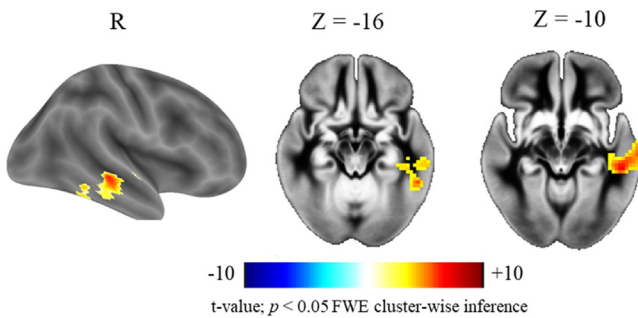 R
Z = -16
Z = -10
-10
+10
t-value; p < 0.05 FWE cluster-wise inference